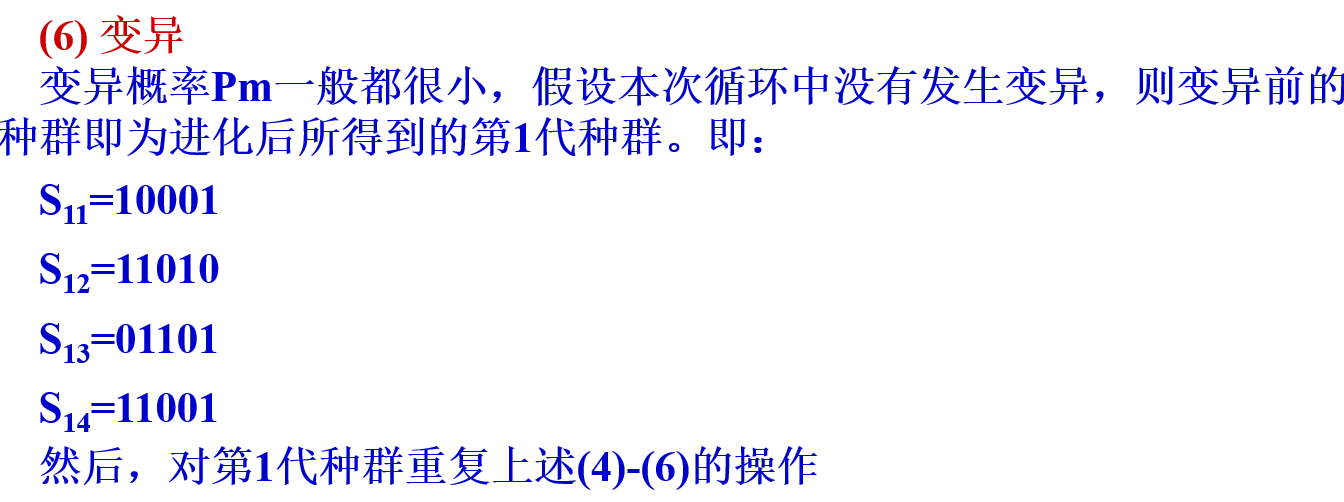 (6) 变异
变异概率Pm一般都很小，假设本次循环中没有发生变异，则变异前的
种群即为进化后所得到的第1代种群。即：
S₁₁=10001
S₁₂=11010
S₁₃=01101
S₁₄=11001
然后，对第1代种群重复上述(4)-(6)的操作